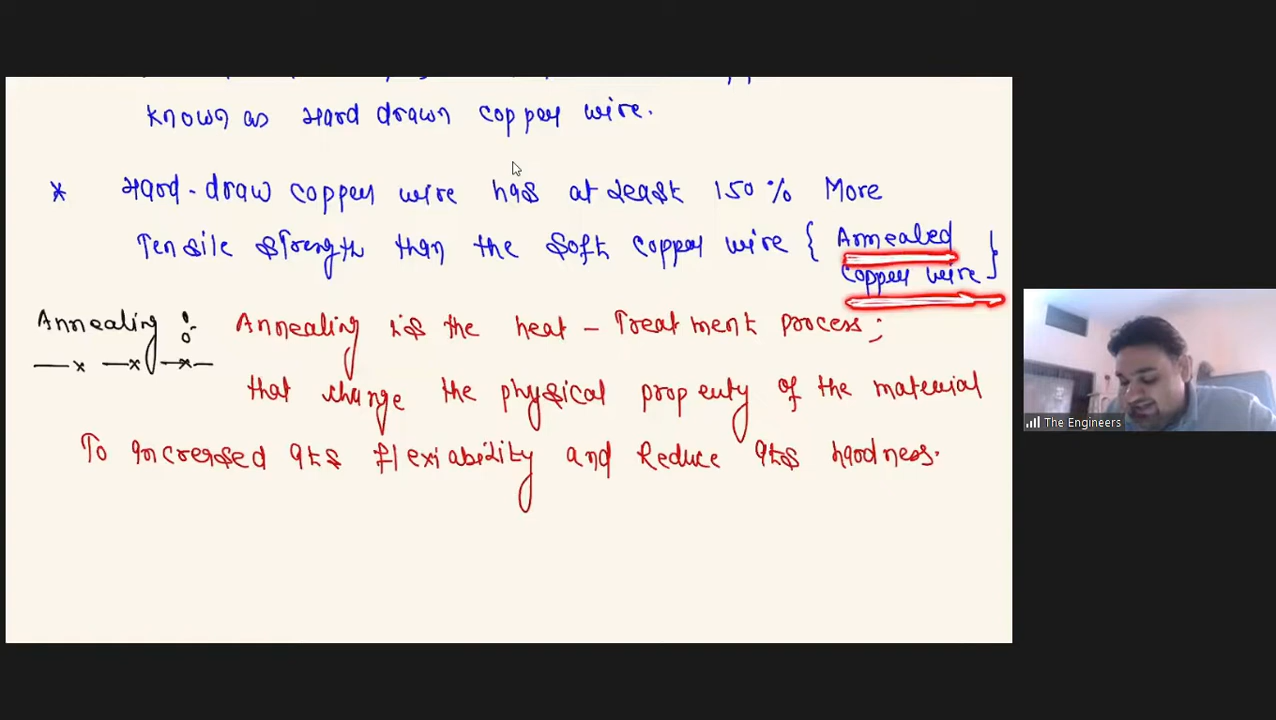 known as Hard drawn copper wire.
* Hard-draw copper wire has at least 150% More
Tensile strength than the soft copper wire { Annealed
copper wire }
Annealing : Annealing is the heat - Treatment process ;
that change the physical property of the material
To increased its flexiability and Reduce its hardness.
The Engineers